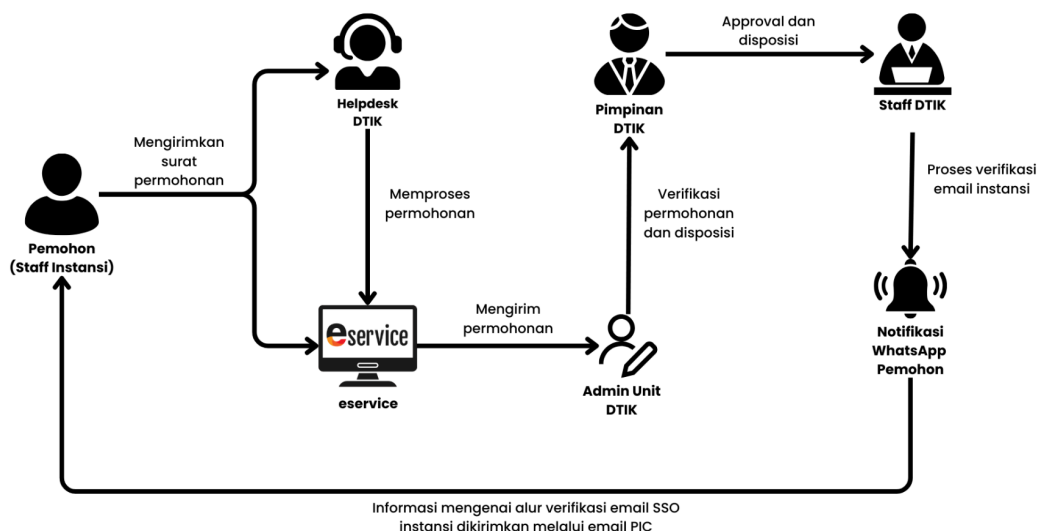 Approval dan
disposisi
Helpdesk
DTIK
Pimpinan
DTIK
Staff DTIK
Mengirimkan
surat
permohonan
Memproses
permohonan
Verifikasi
permohonan
dan disposisi
Proses verifikasi
email instansi
Pemohon
(Staff Instansi)
eservice
eservice
Mengirim
permohonan
Admin Unit
DTIK
Notifikasi
WhatsApp
Pemohon
Informasi mengenai alur verifikasi email SSO
instansi dikirimkan melalui email PIC